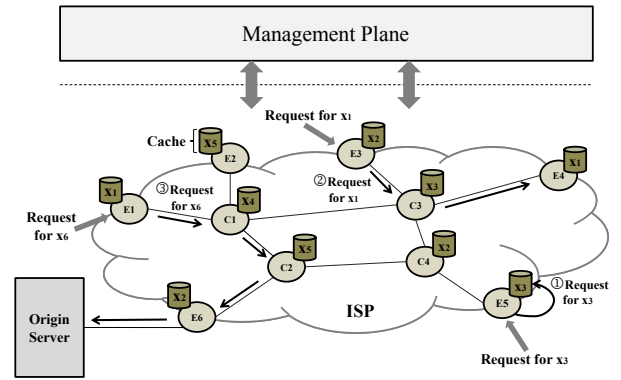 Management Plane
Request for x1
Cache
X5
E2
X2
E3
X1
E4
③Request
for x6
②Request
for x1
X1
E1
X4
C1
X3
C3
Request
for x6
X5
C2
X2
C4
X2
E6
ISP
X3
E5
①Request
for x3
Origin
Server
Request for x3